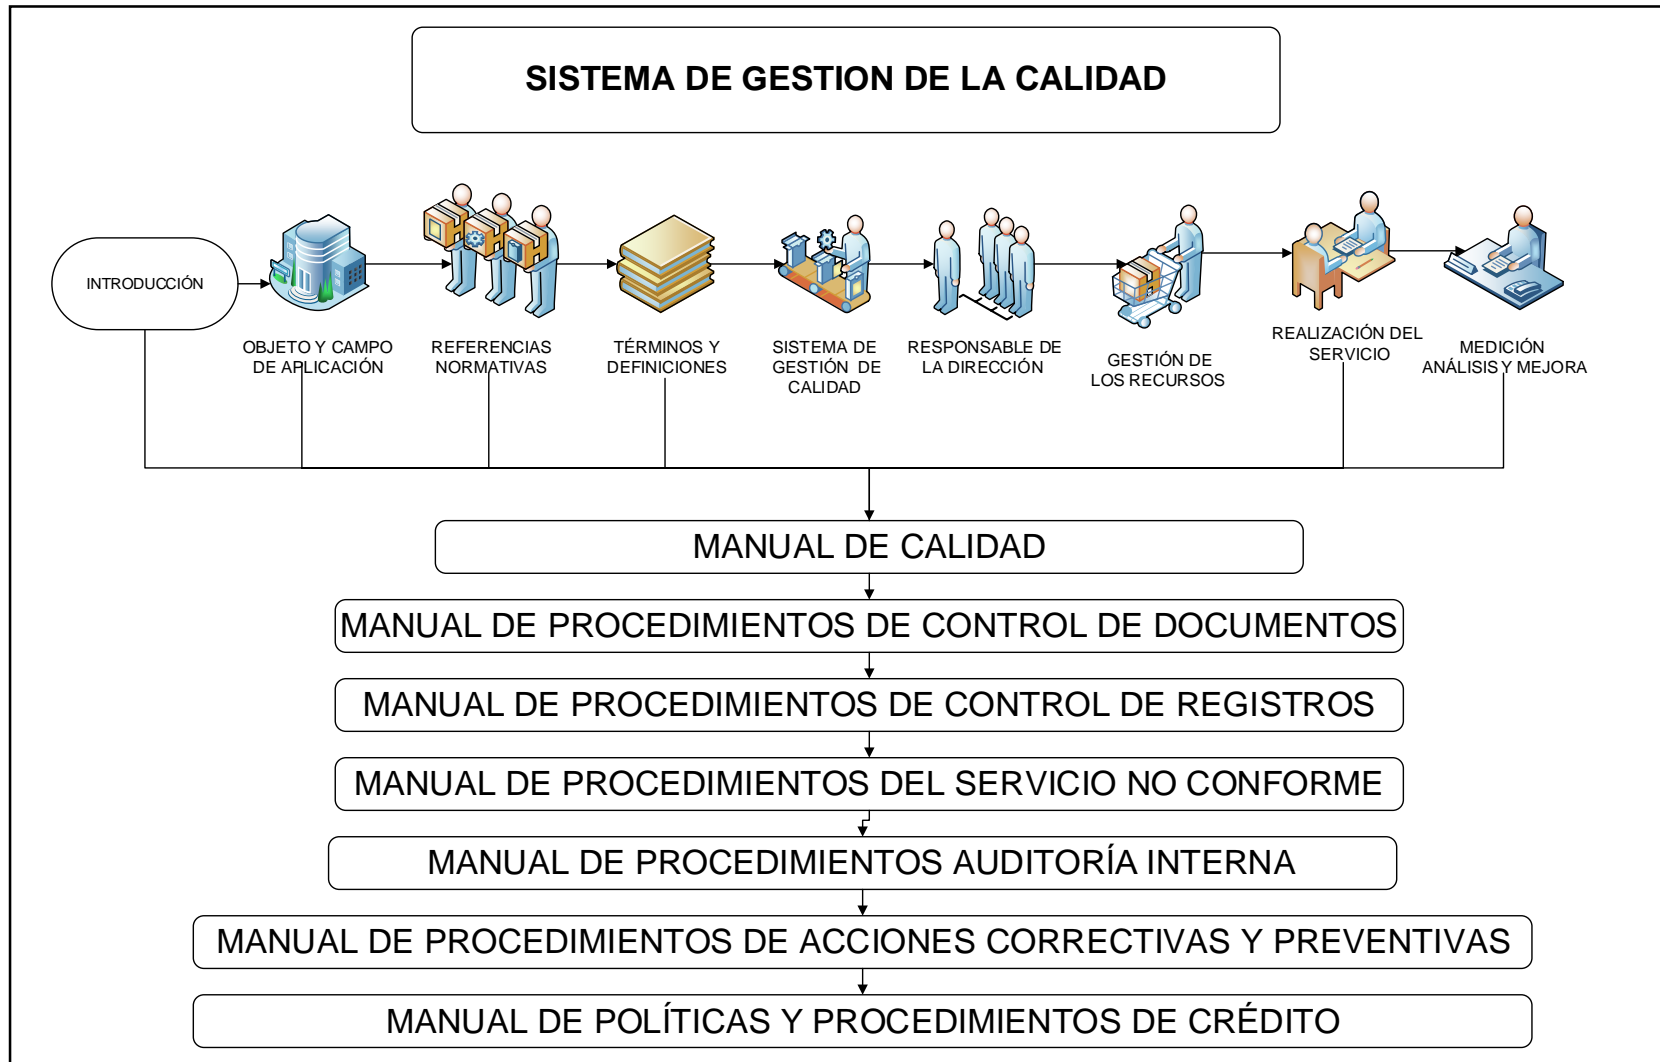 SISTEMA DE GESTION DE LA CALIDAD
INTRODUCCIÓN
OBJETO Y CAMPO
DE APLICACIÓN
REFERENCIAS
NORMATIVAS
TÉRMINOS Y
DEFINICIONES
SISTEMA DE
GESTIÓN DE
CALIDAD
RESPONSABLE DE
LA DIRECCIÓN
GESTIÓN DE
LOS RECURSOS
REALIZACIÓN DEL
SERVICIO
MEDICIÓN
ANÁLISIS Y MEJORA
MANUAL DE CALIDAD
MANUAL DE PROCEDIMIENTOS DE CONTROL DE DOCUMENTOS
MANUAL DE PROCEDIMIENTOS DE CONTROL DE REGISTROS
MANUAL DE PROCEDIMIENTOS DEL SERVICIO NO CONFORME
MANUAL DE PROCEDIMIENTOS AUDITORÍA INTERNA
MANUAL DE PROCEDIMIENTOS DE ACCIONES CORRECTIVAS Y PREVENTIVAS
MANUAL DE POLÍTICAS Y PROCEDIMIENTOS DE CRÉDITO